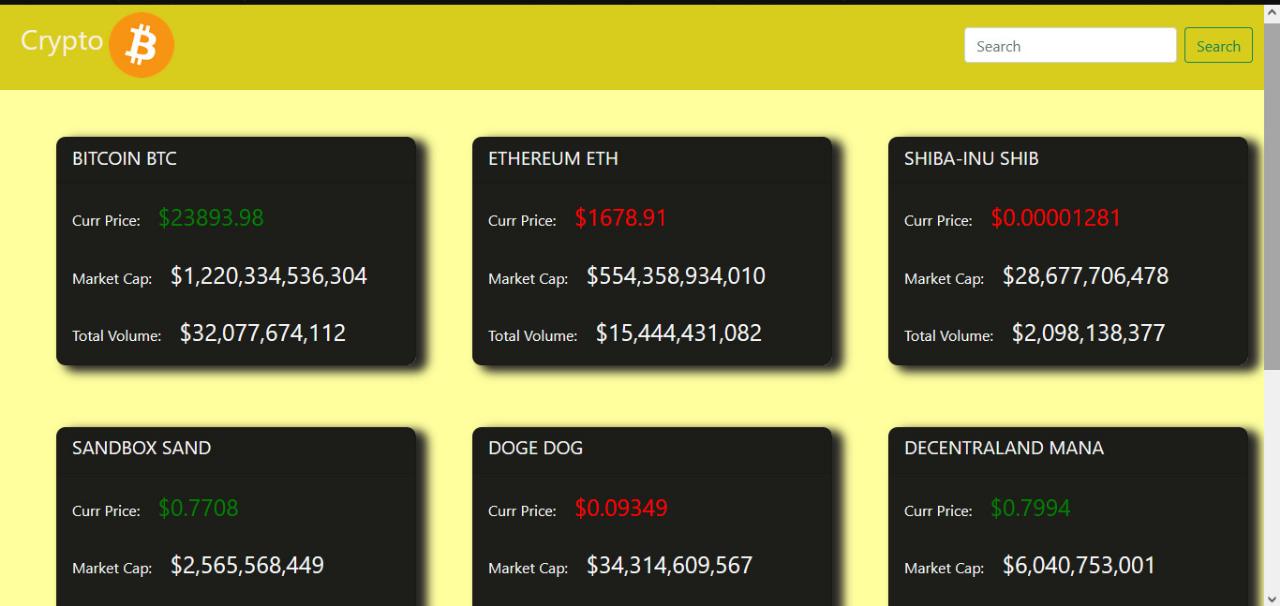 Crypto
Search Search
BITCOIN BTC
Curr Price: $23893.98
Market Cap: $1,220,334,536,304
Total Volume: $32,077,674,112
ETHEREUM ETH
Curr Price: $1678.91
Market Cap: $554,358,934,010
Total Volume: $15,444,431,082
SHIBA-INU SHIB
Curr Price: $0.00001281
Market Cap: $28,677,706,478
Total Volume: $2,098,138,377
SANDBOX SAND
Curr Price: $0.7708
Market Cap: $2,565,568,449
DOGE DOG
Curr Price: $0.09349
Market Cap: $34,314,609,567
DECENTRALAND MANA
Curr Price: $0.7994
Market Cap: $6,040,753,001